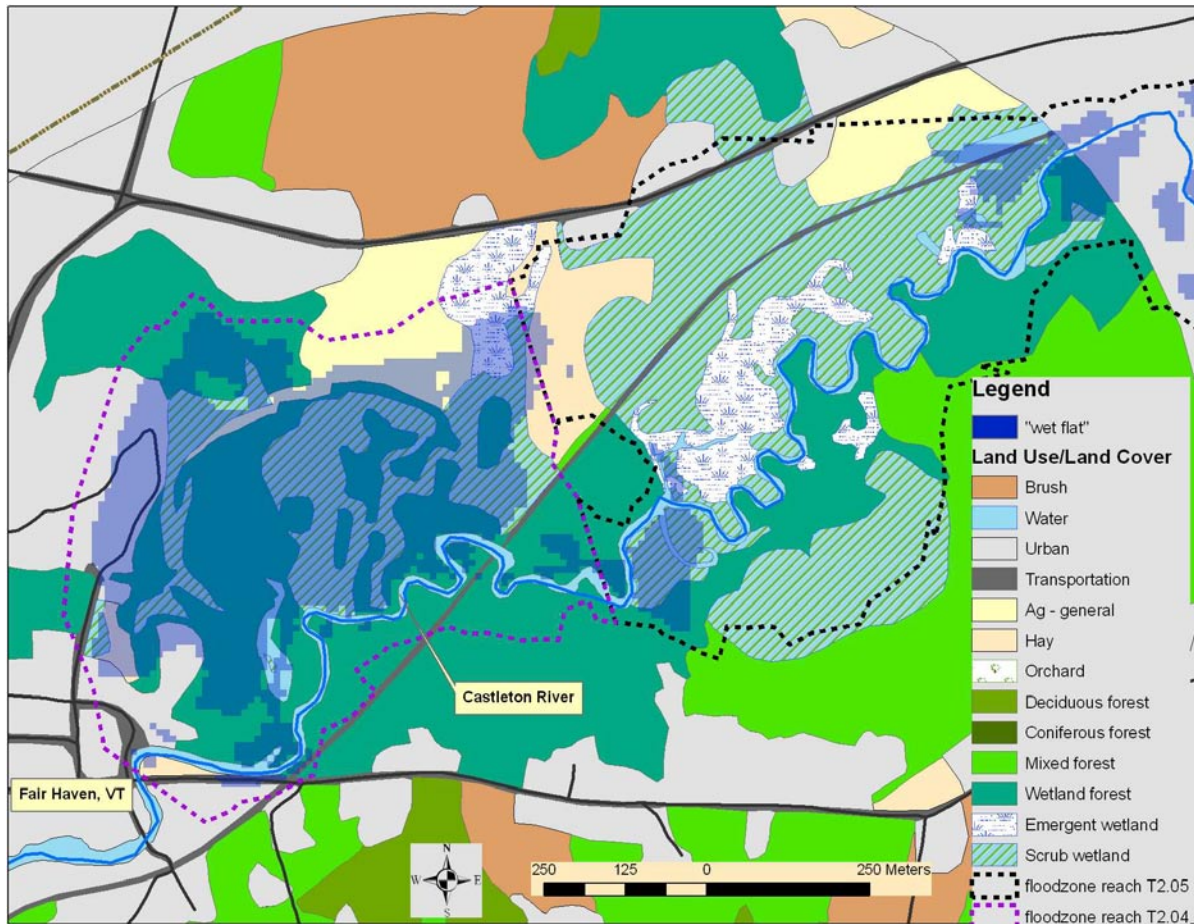 Legend
"wet flat"
Land Use/Land Cover
Brush
Water
Urban
Transportation
Ag - general
Hay
Orchard
Deciduous forest
Coniferous forest
Mixed forest
Wetland forest
Emergent wetland
Scrub wetland
floodzone reach T2.05
floodzone reach T2.04
Castleton River
Fair Haven, VT
N
W E
S
250 125 0 250 Meters